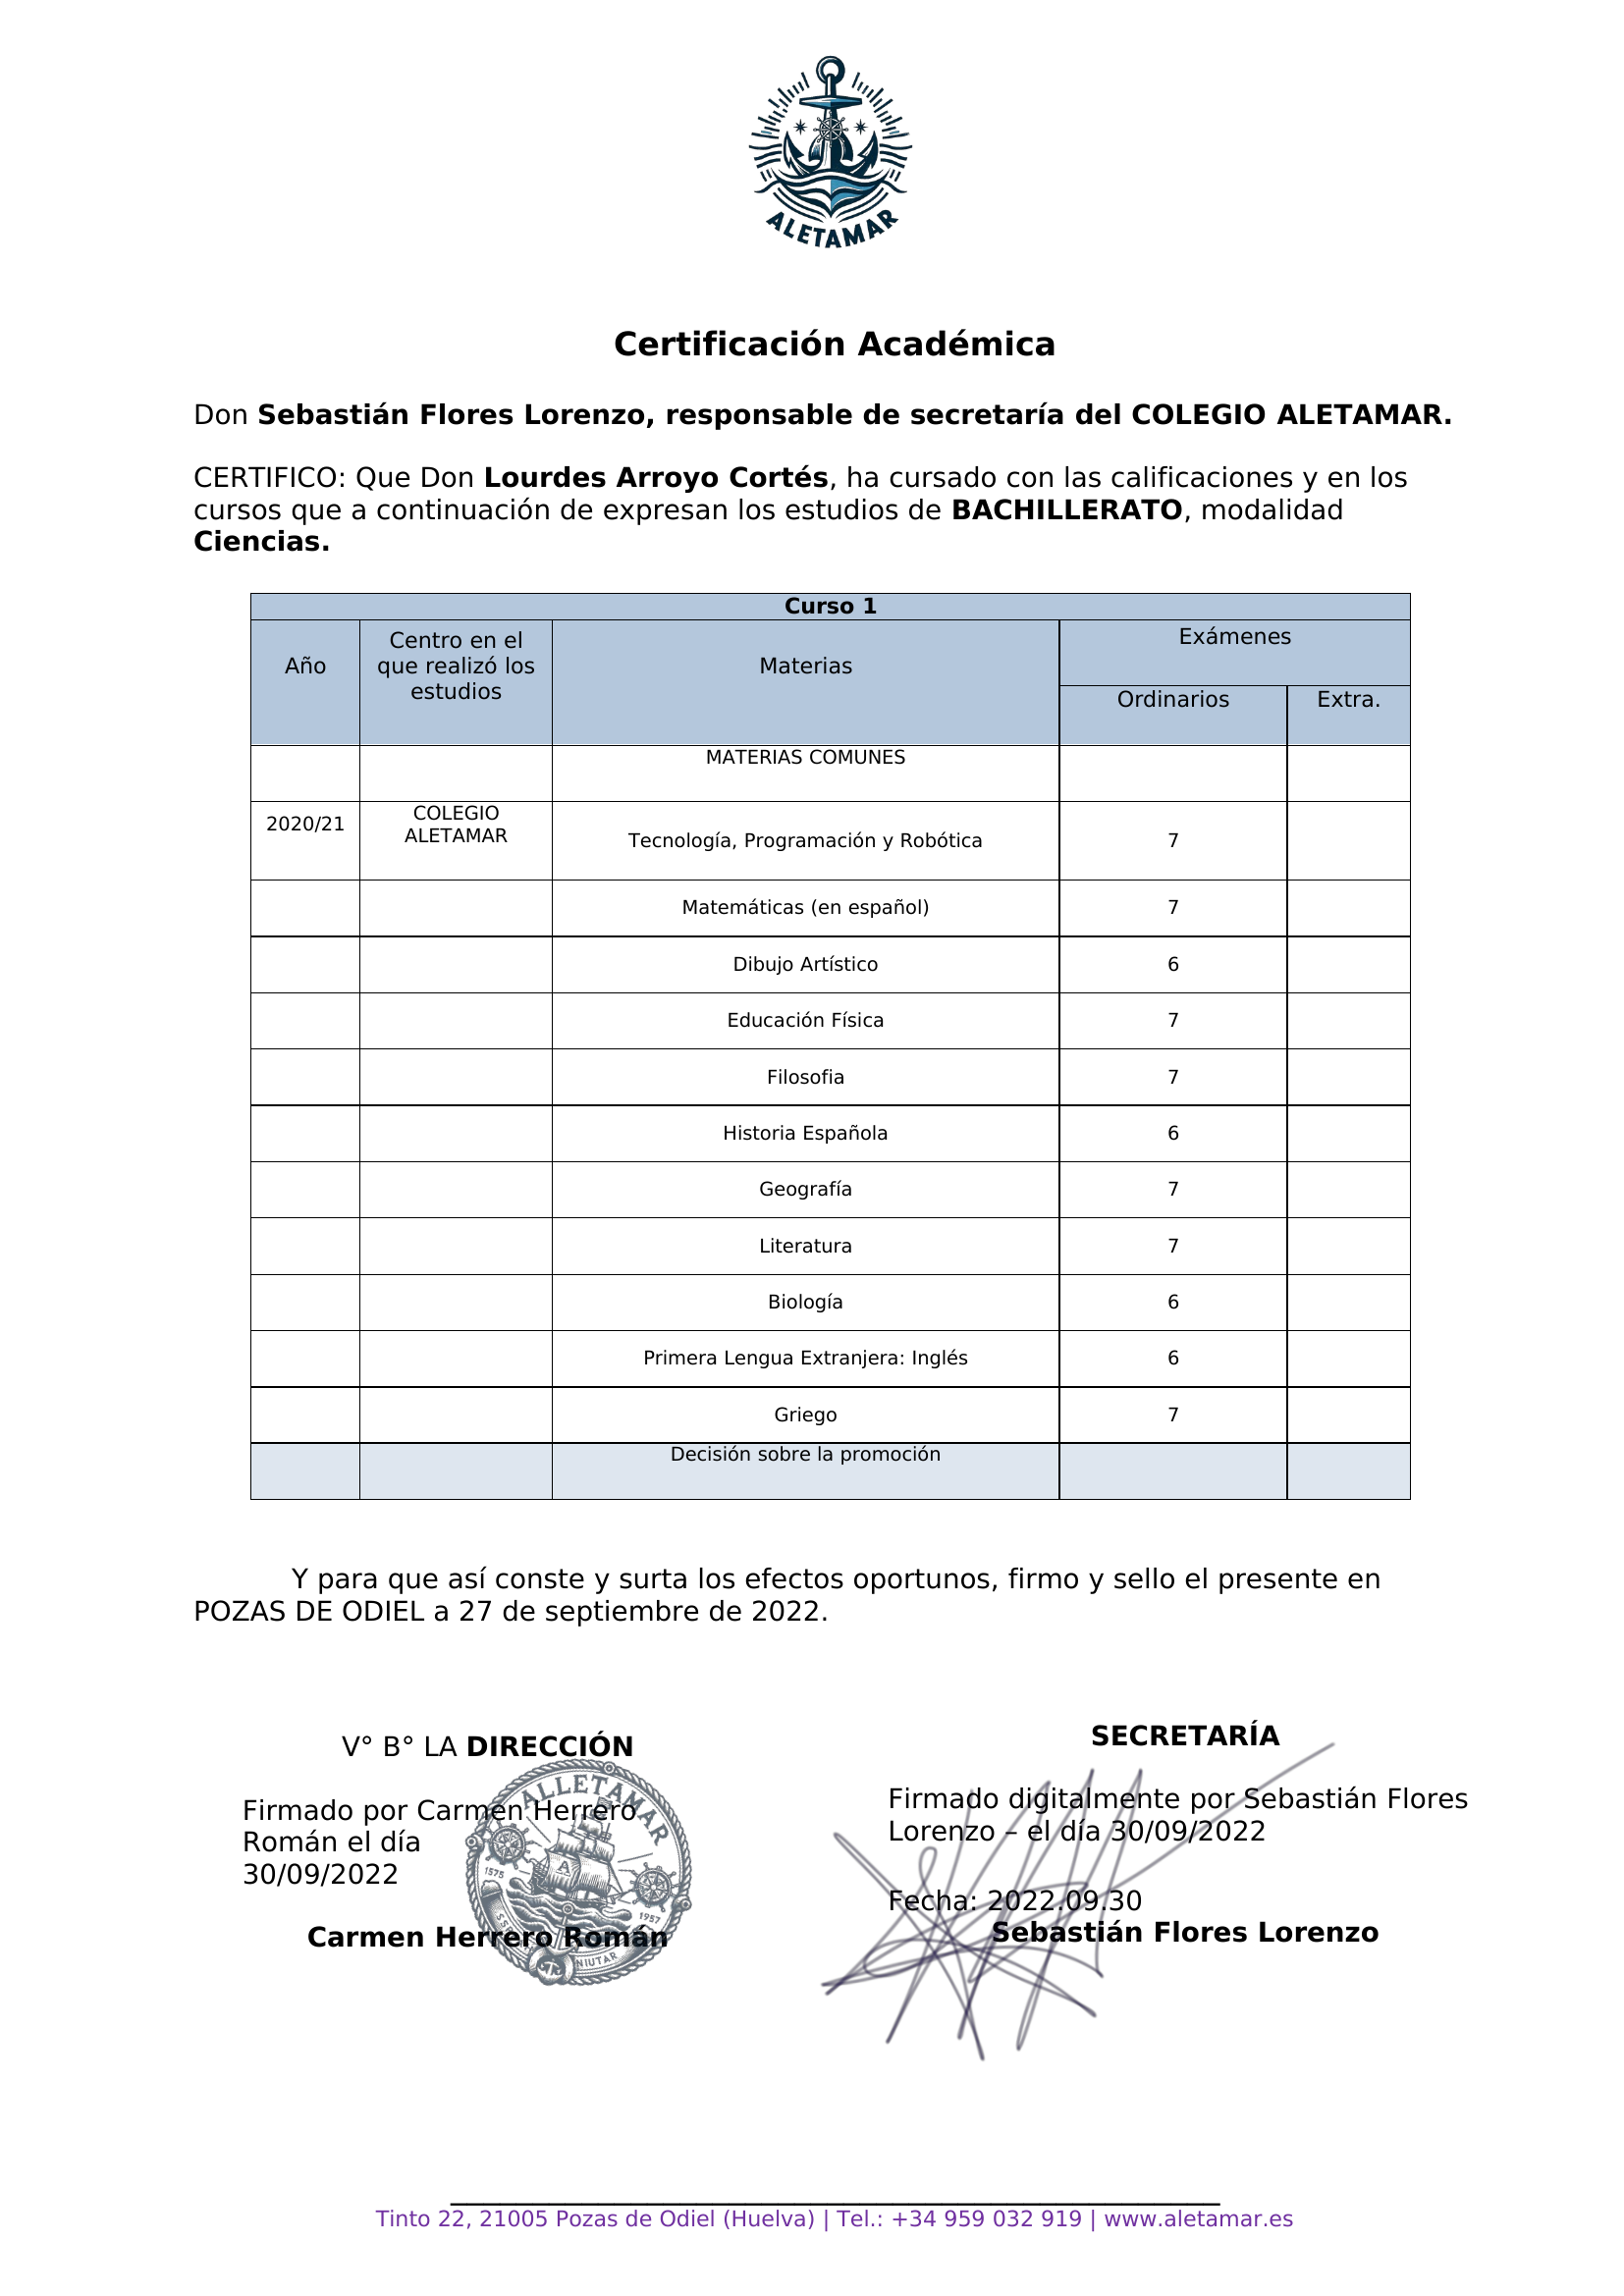 ALETAMAR
Certificación Académica
Don Sebastián Flores Lorenzo, responsable de secretaría del COLEGIO ALETAMAR.
CERTIFICO: Que Don Lourdes Arroyo Cortés, ha cursado con las calificaciones y en los
cursos que a continuación de expresan los estudios de BACHILLERATO, modalidad
Ciencias.
Curso 1
Año
Centro en el
que realizó los
estudios
Materias
Exámenes
Ordinarios
Extra.
MATERIAS COMUNES
2020/21
COLEGIO
ALETAMAR
Tecnología, Programación y Robótica 7
Matemáticas (en español) 7
Dibujo Artístico 6
Educación Física 7
Filosofia 7
Historia Española 6
Geografía 7
Literatura 7
Biología 6
Primera Lengua Extranjera: Inglés 6
Griego 7
Decisión sobre la promoción
Y para que así conste y surta los efectos oportunos, firmo y sello el presente en
POZAS DE ODIEL a 27 de septiembre de 2022.
V° B° LA DIRECCIÓN
Firmado por Carmen Herrero
Román el día
30/09/2022
Carmen Herrero Román
ALLETAMAR
1575
A
1957
SECRETARÍA
Firmado digitalmente por Sebastián Flores
Lorenzo – el día 30/09/2022
Fecha: 2022.09.30
Sebastián Flores Lorenzo
Tinto 22, 21005 Pozas de Odiel (Huelva) | Tel.: +34 959 032 919 | www.aletamar.es